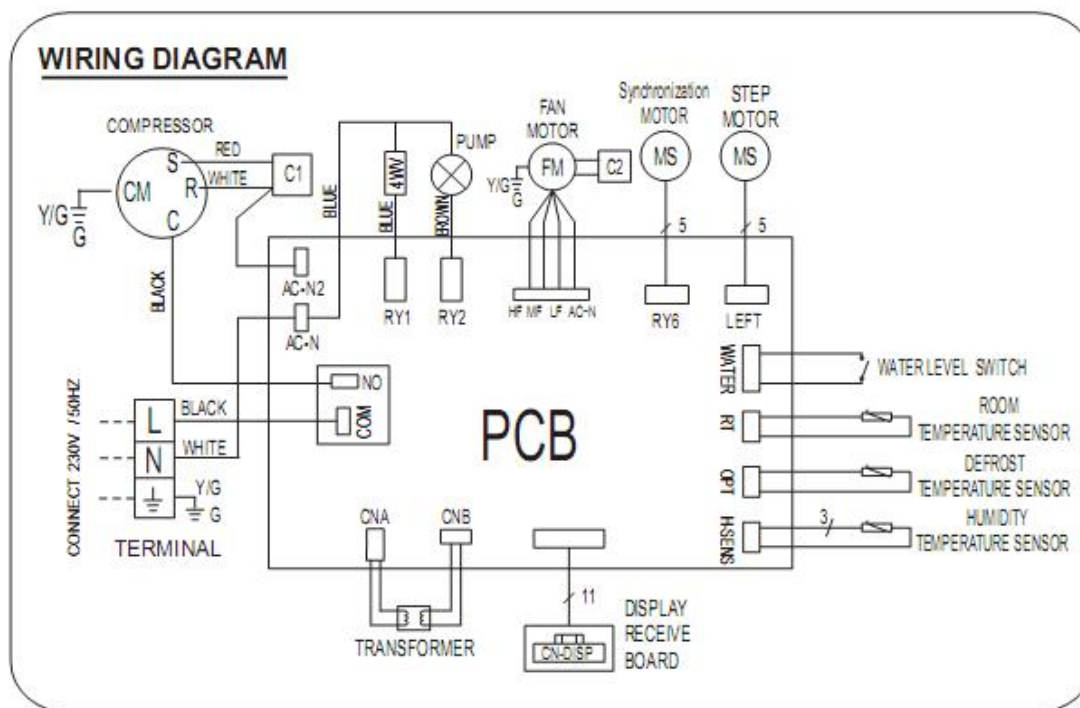 WIRING DIAGRAM
COMPRESSOR
S
RED
R
WHITE
C1
CM
C
Y/G
G
BLACK
BLUE
4WV
BLUE
PUMP
BROWN
FAN
MOTOR
FM
C2
Y/G
G
Synchronization
MOTOR
MS
5
STEP
MOTOR
MS
5
AC-N2
AC-N
RY1
RY2
HF MF LF AC-N
RY6
LEFT
NO
COM
PCB
WATER
WATER LEVEL SWITCH
RT
ROOM
TEMPERATURE SENSOR
OPT
DEFROST
TEMPERATURE SENSOR
H-SENS
3
HUMIDITY
TEMPERATURE SENSOR
CONNECT 230V /50HZ
L
BLACK
N
WHITE
Y/G
G
TERMINAL
CNA
CNB
TRANSFORMER
11
DISPLAY
RECEIVE
BOARD
CN-DISP